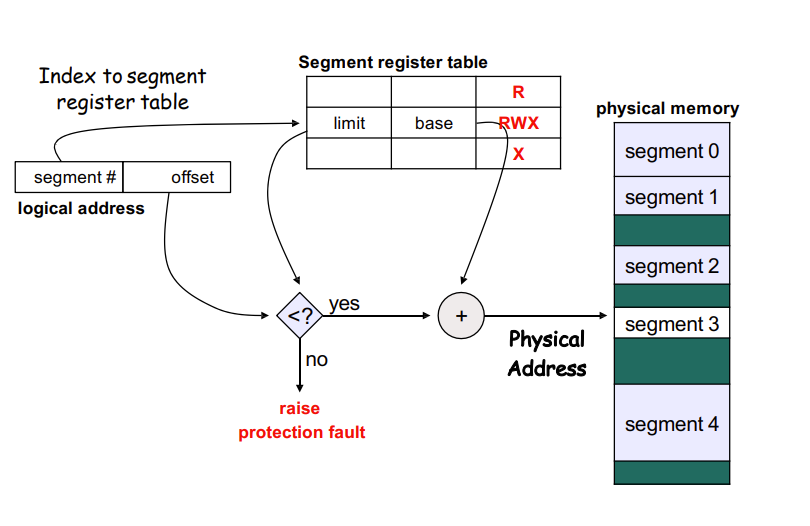 Segment register table
Index to segment
register table
R
limit base RWX
X
segment # offset
logical address
<?
yes
no
raise
protection fault
+
Physical
Address
physical memory
segment 0
segment 1
segment 2
segment 3
segment 4